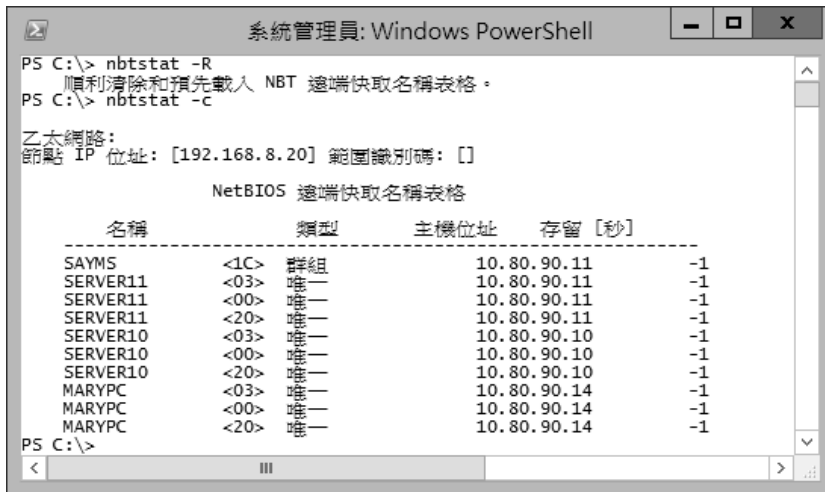 系統管理員: Windows PowerShell
PS C:\> nbtstat -R
    順利清除和預先載入 NBT 遠端快取名稱表格。
PS C:\> nbtstat -c

乙太網路:
節點 IP 位址: [192.168.8.20] 範圍識別碼: []

                  NetBIOS 遠端快取名稱表格

        名稱              類型       主機位址    存留 [秒]
    ------------------------------------------------------------
    SAYMS          <1C>  群組            10.80.90.11         -1
    SERVER11       <03>  唯一            10.80.90.11         -1
    SERVER11       <00>  唯一            10.80.90.11         -1
    SERVER11       <20>  唯一            10.80.90.11         -1
    SERVER10       <03>  唯一            10.80.90.10         -1
    SERVER10       <00>  唯一            10.80.90.10         -1
    SERVER10       <20>  唯一            10.80.90.10         -1
    MARYPC         <03>  唯一            10.80.90.14         -1
    MARYPC         <00>  唯一            10.80.90.14         -1
    MARYPC         <20>  唯一            10.80.90.14         -1
PS C:\>